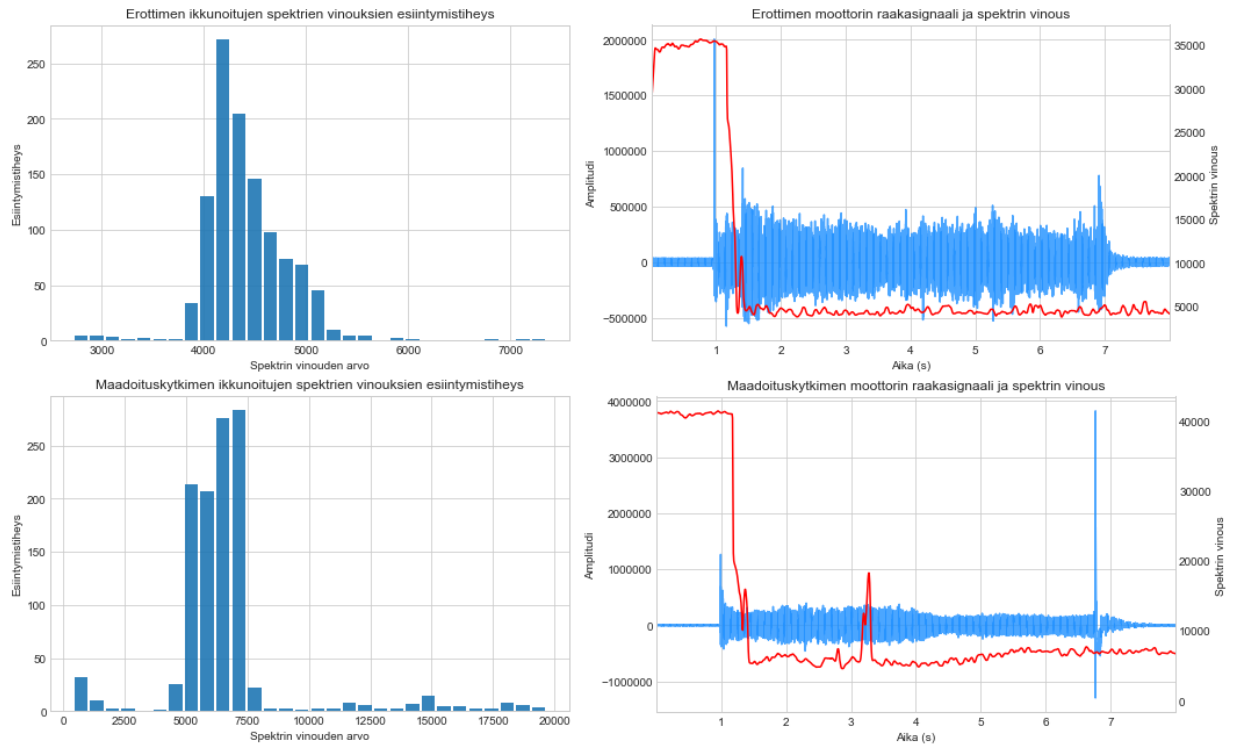 Erottimen ikkunoitujen spektrien vinouksien esiintymistiheys
250
200
150
100
50
0
Esiintymistiheys
3000 4000 5000 6000 7000
Spektrin vinouden arvo
Erottimen moottorin raakasignaali ja spektrin vinous
2000000
1500000
1000000
500000
0
−500000
Amplitudi
35000
30000
25000
20000
15000
10000
5000
Spektrin vinous
1 2 3 4 5 6 7
Aika (s)
Maadoituskytkimen ikkunoitujen spektrien vinouksien esiintymistiheys
250
200
150
100
50
0
Esiintymistiheys
0 2500 5000 7500 10000 12500 15000 17500 20000
Spektrin vinouden arvo
Maadoituskytkimen moottorin raakasignaali ja spektrin vinous
4000000
3000000
2000000
1000000
0
−1000000
Amplitudi
40000
30000
20000
10000
0
Spektrin vinous
1 2 3 4 5 6 7
Aika (s)